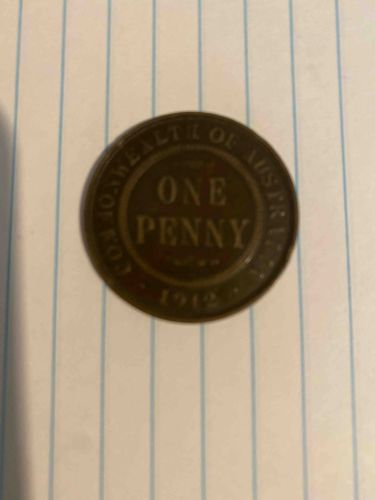 COMMONWEALTH OF AUSTRALIA
ONE
PENNY
1912